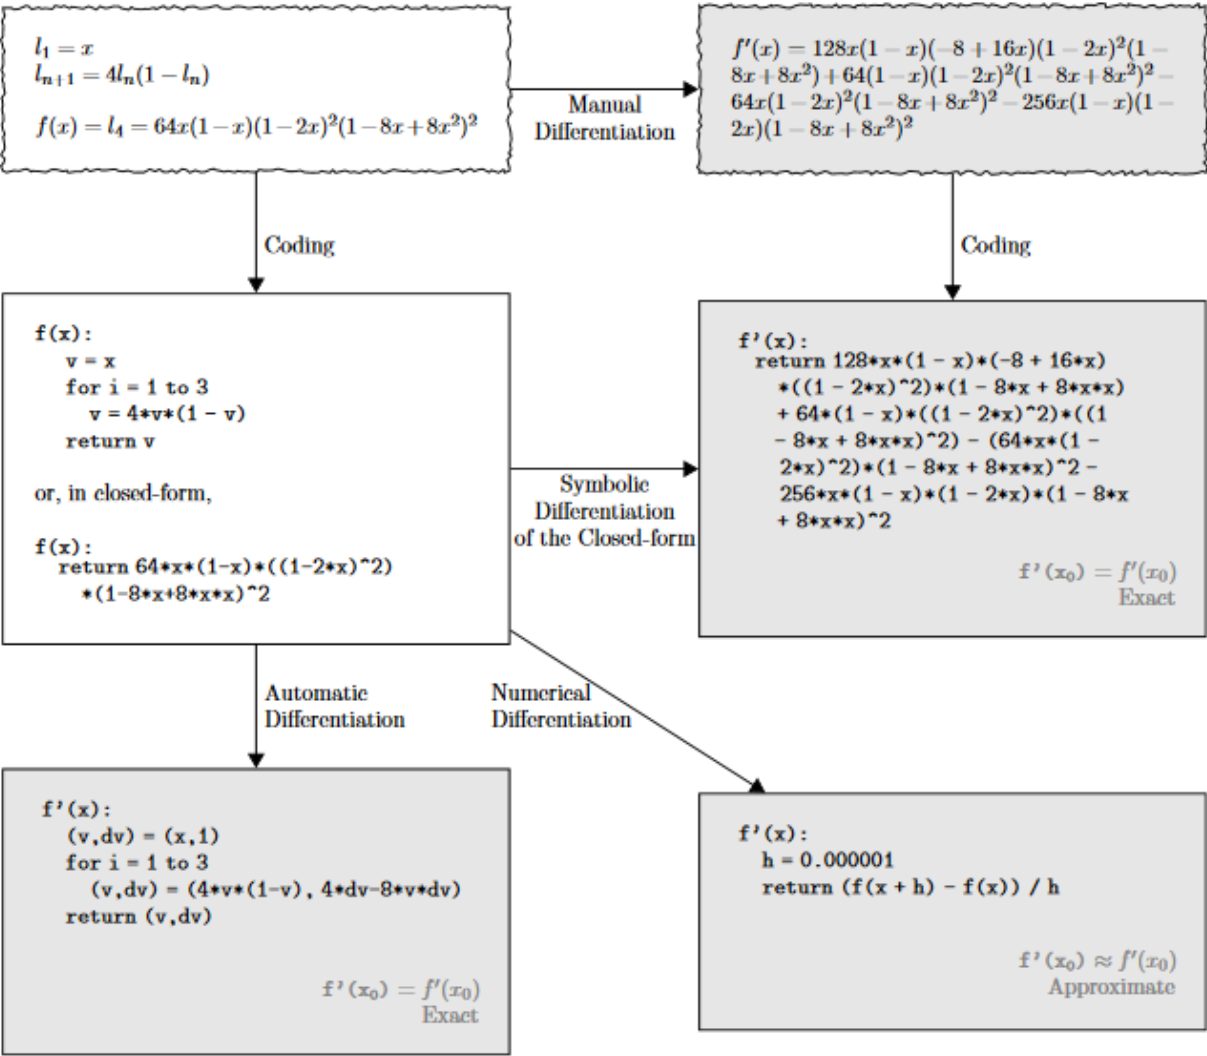 l₁ = x
lₙ₊₁ = 4lₙ(1 − lₙ)
f(x) = l₄ = 64x(1−x)(1−2x)²(1−8x+8x²)²
Manual
Differentiation
f′(x) = 128x(1 − x)(−8 + 16x)(1 − 2x)²(1 −
8x+8x²)+64(1−x)(1−2x)²(1−8x+8x²)²−
64x(1−2x)²(1−8x+8x²)²−256x(1−x)(1−
2x)(1 − 8x + 8x²)²
Coding
Coding
f(x):
v = x
for i = 1 to 3
v = 4*v*(1 - v)
return v
or, in closed-form,
f(x):
return 64*x*(1-x)*((1-2*x)^2)
*(1-8*x+8*x*x)^2
Symbolic
Differentiation
of the Closed-form
f'(x):
return 128*x*(1 - x)*(-8 + 16*x)
*((1 - 2*x)^2)*(1 - 8*x + 8*x*x)
+ 64*(1 - x)*((1 - 2*x)^2)*((1
- 8*x + 8*x*x)^2) - (64*x*(1 -
2*x)^2)*(1 - 8*x + 8*x*x)^2 -
256*x*(1 - x)*(1 - 2*x)*(1 - 8*x
+ 8*x*x)^2
f'(x₀) = f′(x₀)
Exact
Automatic
Differentiation
Numerical
Differentiation
f'(x):
(v,dv) = (x,1)
for i = 1 to 3
(v,dv) = (4*v*(1-v), 4*dv-8*v*dv)
return (v,dv)
f'(x₀) = f′(x₀)
Exact
f'(x):
h = 0.000001
return (f(x + h) - f(x)) / h
f'(x₀) ≈ f′(x₀)
Approximate